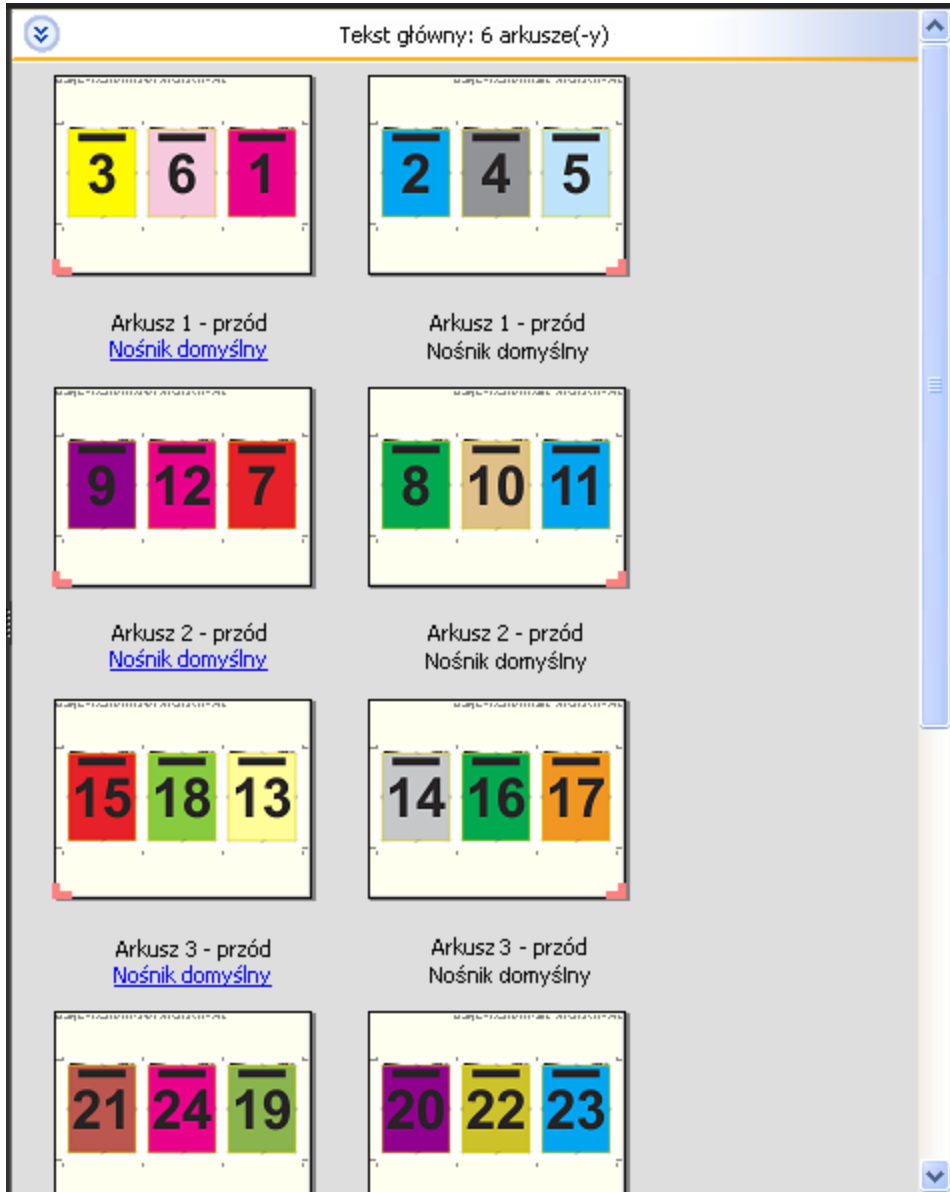 Tekst główny: 6 arkusze(-y)
3 6 1
2 4 5
Arkusz 1 - przód
Nośnik domyślny
Arkusz 1 - przód
Nośnik domyślny
9 12 7
8 10 11
Arkusz 2 - przód
Nośnik domyślny
Arkusz 2 - przód
Nośnik domyślny
15 18 13
14 16 17
Arkusz 3 - przód
Nośnik domyślny
Arkusz 3 - przód
Nośnik domyślny
21 24 19
20 22 23